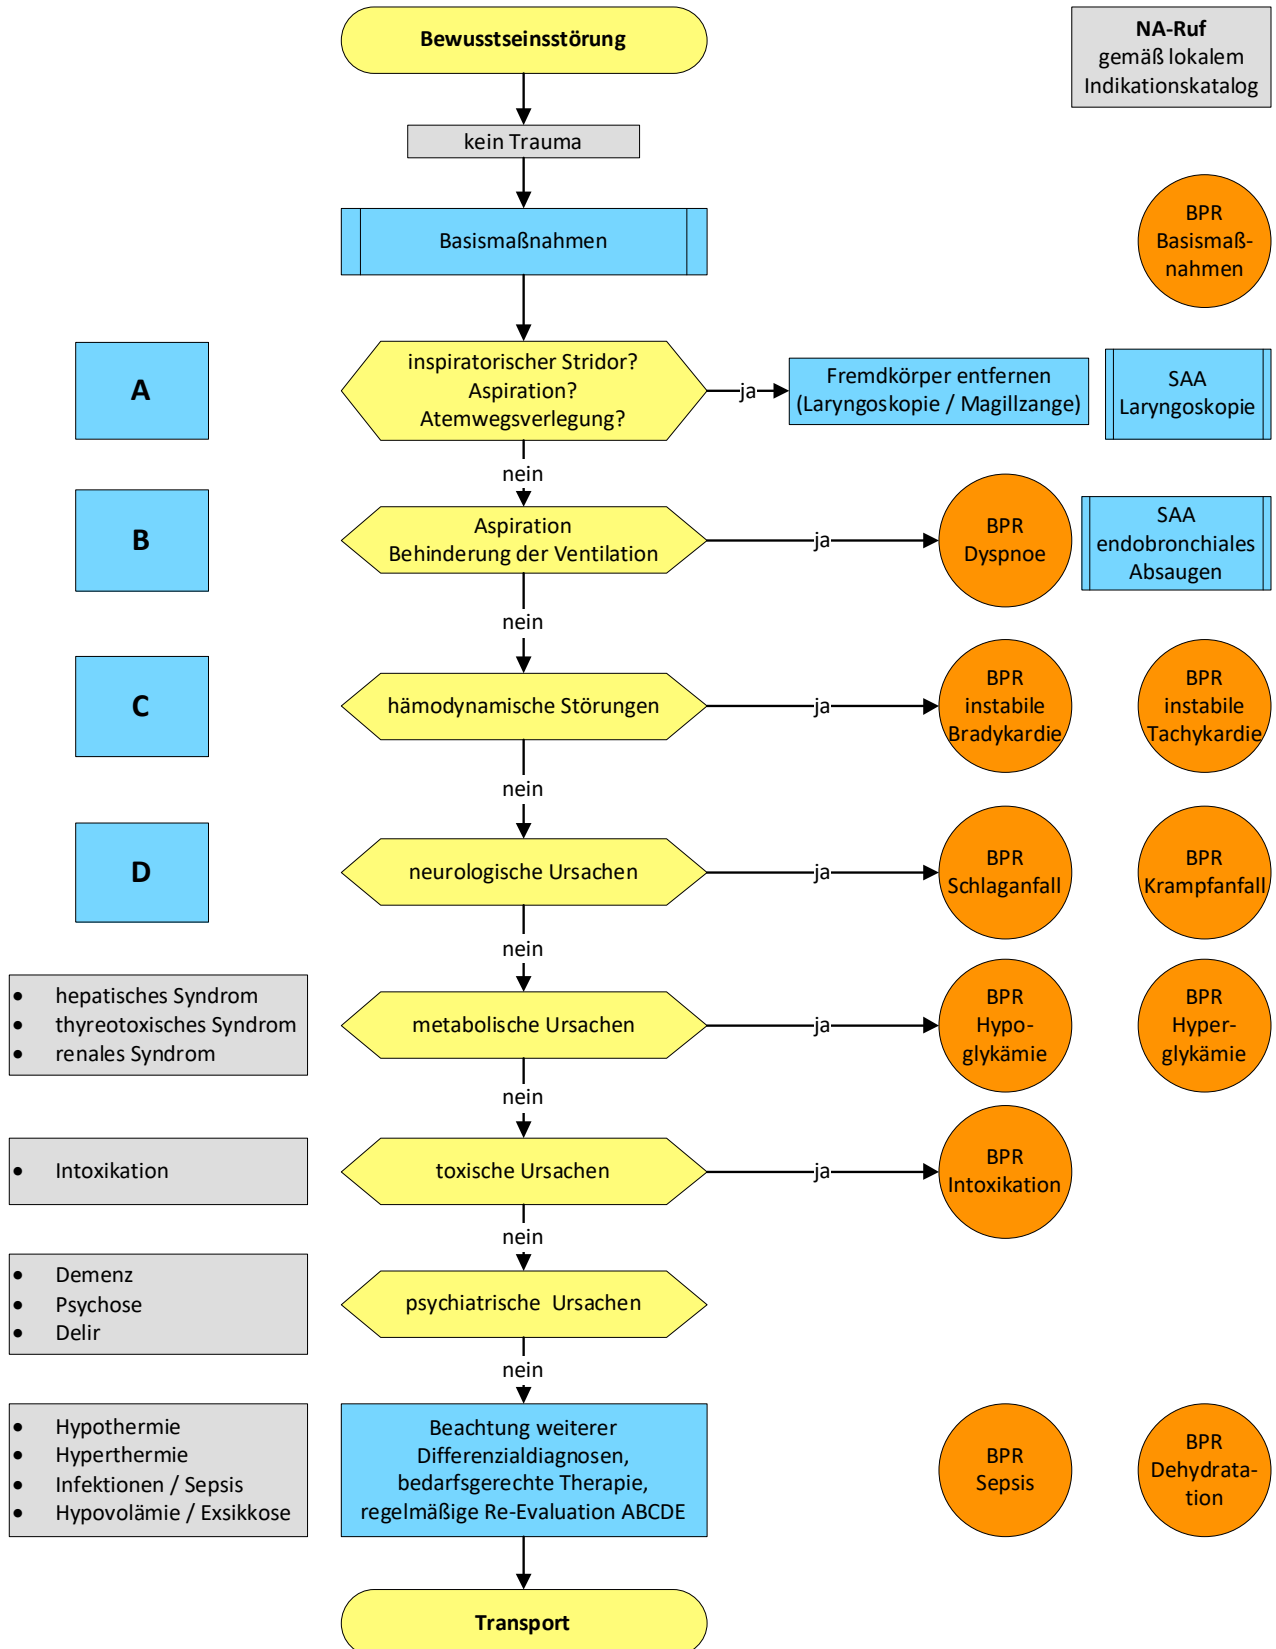 Bewusstseinsstörung
NA-Ruf
gemäß lokalem
Indikationskatalog
kein Trauma
Basismaßnahmen
BPR
Basismaß-
nahmen
A
inspiratorischer Stridor?
Aspiration?
Atemwegsverlegung?
ja
Fremdkörper entfernen
(Laryngoskopie / Magillzange)
SAA
Laryngoskopie
nein
B
Aspiration
Behinderung der Ventilation
ja
BPR
Dyspnoe
SAA
endobronchiales
Absaugen
nein
C
hämodynamische Störungen
ja
BPR
instabile
Bradykardie
BPR
instabile
Tachykardie
nein
D
neurologische Ursachen
ja
BPR
Schlaganfall
BPR
Krampfanfall
nein
• hepatisches Syndrom
• thyreotoxisches Syndrom
• renales Syndrom
metabolische Ursachen
ja
BPR
Hypo-
glykämie
BPR
Hyper-
glykämie
nein
• Intoxikation
toxische Ursachen
ja
BPR
Intoxikation
nein
• Demenz
• Psychose
• Delir
psychiatrische Ursachen
nein
• Hypothermie
• Hyperthermie
• Infektionen / Sepsis
• Hypovolämie / Exsikkose
Beachtung weiterer
Differenzialdiagnosen,
bedarfsgerechte Therapie,
regelmäßige Re-Evaluation ABCDE
BPR
Sepsis
BPR
Dehydrata-
tion
Transport